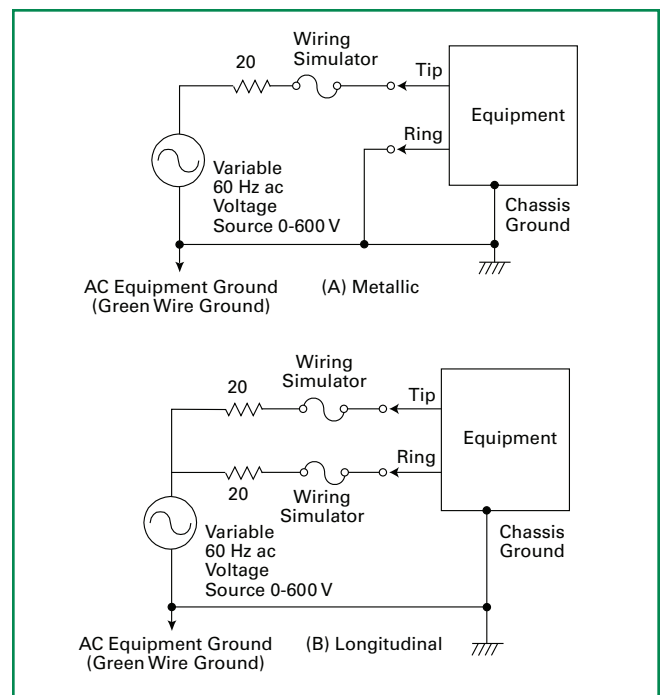 Wiring
Simulator
20
Tip
Equipment
Ring
Variable
60 Hz ac
Voltage
Source 0-600 V
Chassis
Ground
AC Equipment Ground
(Green Wire Ground)
(A) Metallic
Wiring
Simulator
20
Tip
Equipment
Ring
20
Wiring
Simulator
Variable
60 Hz ac
Voltage
Source 0-600 V
Chassis
Ground
AC Equipment Ground
(Green Wire Ground)
(B) Longitudinal